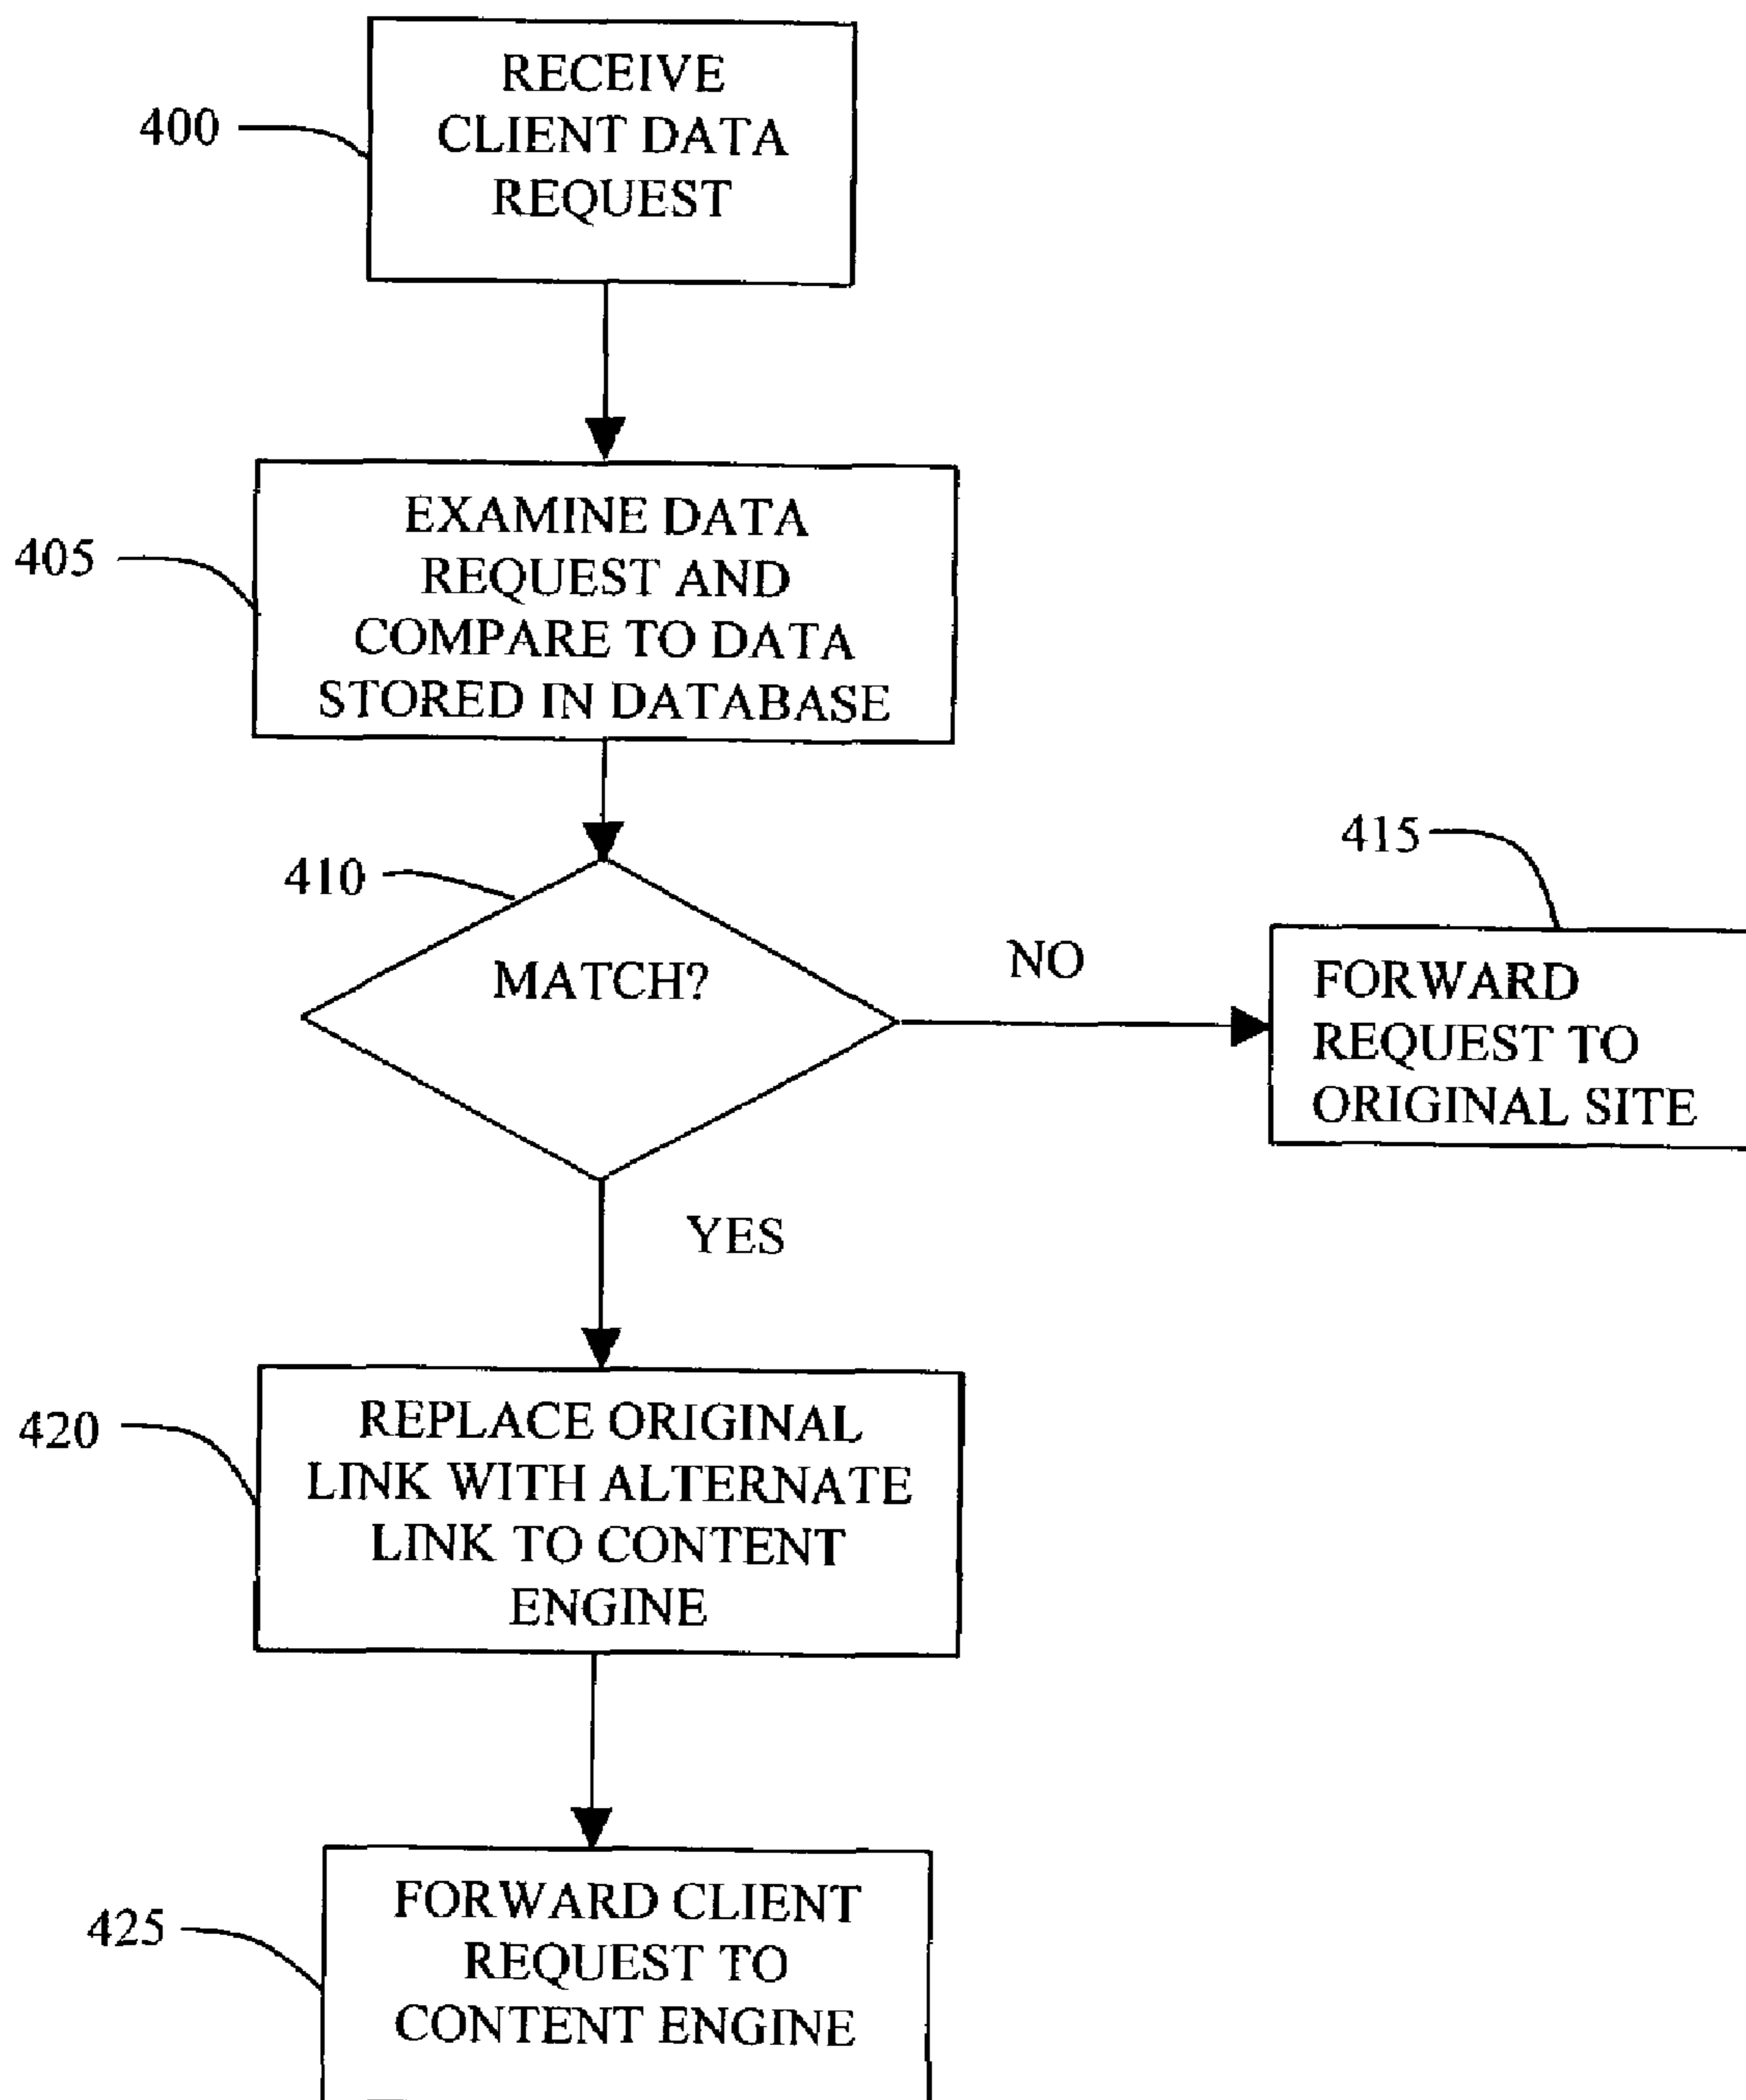 400
RECEIVE
CLIENT DATA
REQUEST
405
EXAMINE DATA
REQUEST AND
COMPARE TO DATA
STORED IN DATABASE
410
MATCH?
NO
415
FORWARD
REQUEST TO
ORIGINAL SITE
YES
420
REPLACE ORIGINAL
LINK WITH ALTERNATE
LINK TO CONTENT
ENGINE
425
FORWARD CLIENT
REQUEST TO
CONTENT ENGINE